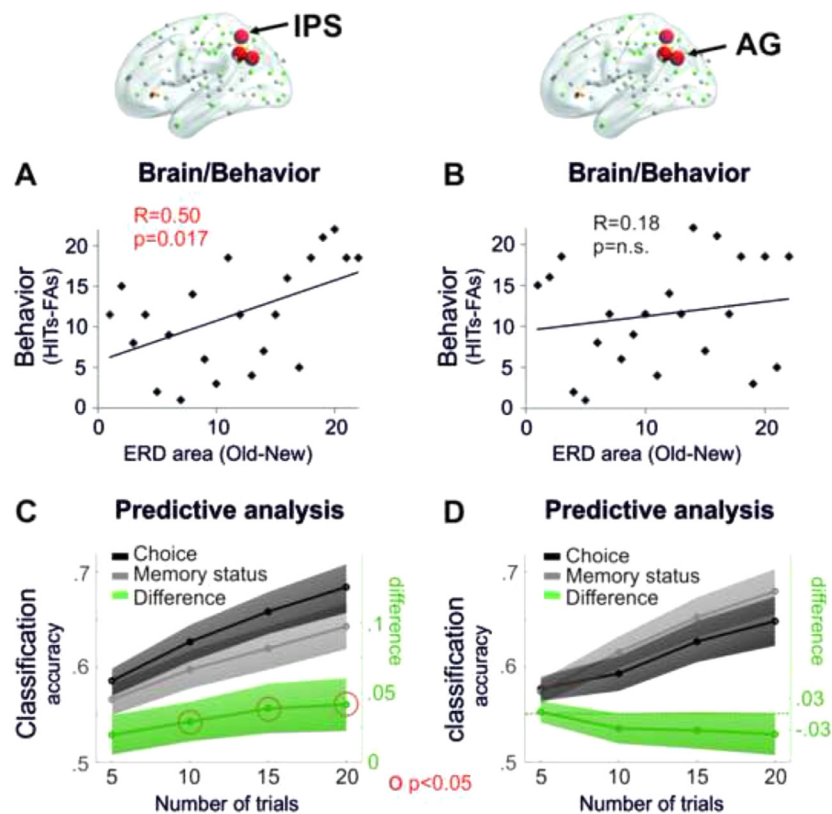 IPS
AG
A Brain/Behavior
R=0.50
p=0.017
Behavior
(HITs-FAs)
20
15
10
5
0
0 10 20
ERD area (Old-New)
B Brain/Behavior
R=0.18
p=n.s.
Behavior
(HITs-FAs)
20
15
10
5
0
0 10 20
ERD area (Old-New)
C Predictive analysis
Choice
Memory status
Difference
Classification
accuracy
.7
.6
.5
difference
.1
.05
0
5 10 15 20
Number of trials
o p<0.05
D Predictive analysis
Choice
Memory status
Difference
classification
accuracy
.7
.6
.5
difference
.03
-.03
5 10 15 20
Number of trials